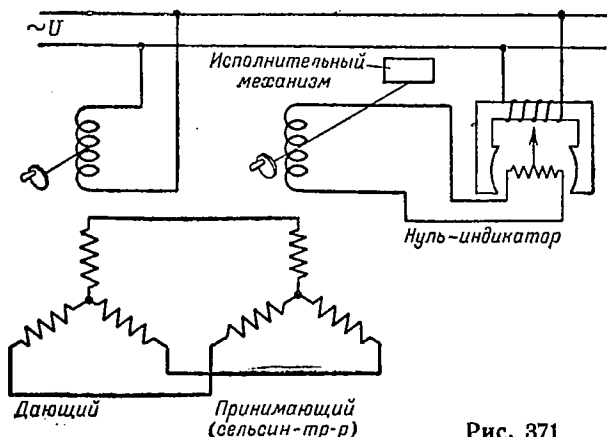 ~U
Исполнительный
механизм
Нуль-индикатор
Дающий
Принимающий
(сельсин-тр-р)
Рис. 371